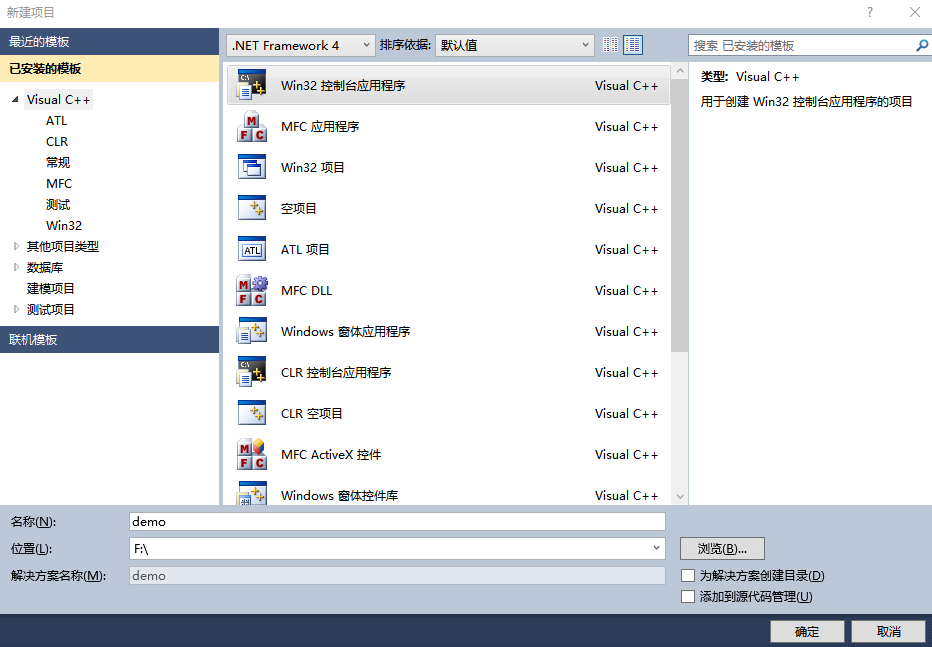 新建项目
最近的模板
已安装的模板
Visual C++
ATL
CLR
常规
MFC
测试
Win32
其他项目类型
数据库
建模项目
测试项目
联机模板
.NET Framework 4 排序依据: 默认值
Win32 控制台应用程序 Visual C++
MFC 应用程序 Visual C++
Win32 项目 Visual C++
空项目 Visual C++
ATL 项目 Visual C++
MFC DLL Visual C++
Windows 窗体应用程序 Visual C++
CLR 控制台应用程序 Visual C++
CLR 空项目 Visual C++
MFC ActiveX 控件 Visual C++
Windows 窗体控件库 Visual C++
搜索 已安装的模板
类型: Visual C++
用于创建 Win32 控制台应用程序的项目
名称(N): demo
位置(L): F:\ 浏览(B)...
解决方案名称(M): demo 为解决方案创建目录(D)
添加到源代码管理(U)
确定 取消